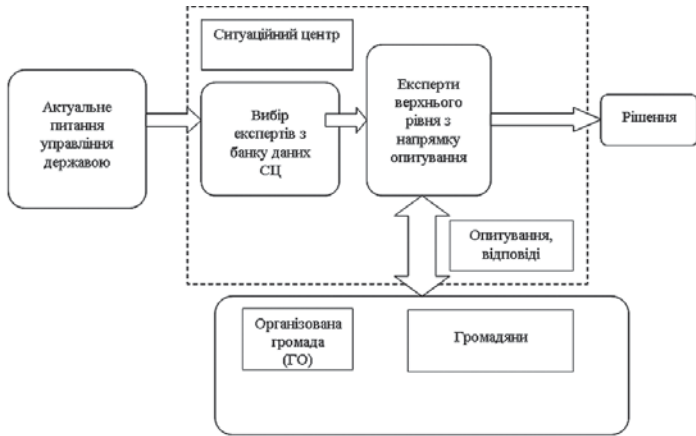 Ситуаційний центр
Актуальне
питання
управління
державою
Вибір
експертів з
банку даних
СЦ
Експерти
верхнього
рівня з
напрямку
опитування
Рішення
Опитування,
відповіді
Організована
громада
(ГО)
Громадяни